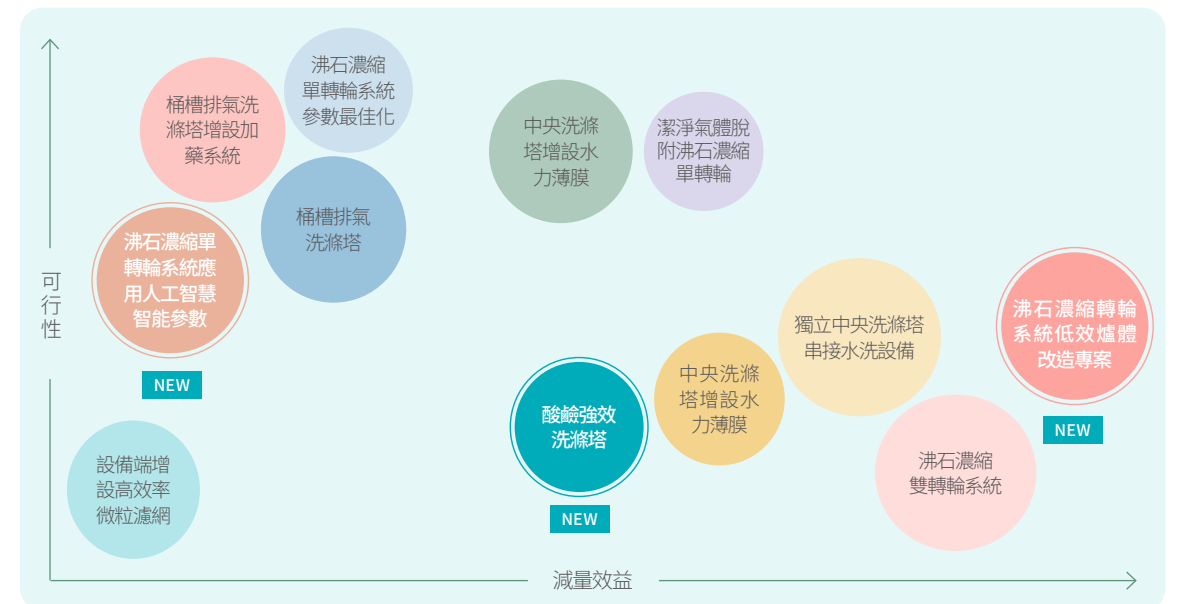 沸石濃縮
單轉輪系統
參數最佳化
桶槽排氣洗
滌塔增設加
藥系統
中央洗滌
塔增設水
力薄膜
潔淨氣體脫
附沸石濃縮
單轉輪
桶槽排氣
洗滌塔
沸石濃縮單
轉輪系統應
用人工智慧
智能參數
NEW
可行性
沸石濃縮轉輪
系統低效爐體
改造專案
NEW
獨立中央洗滌塔
串接水洗設備
中央洗滌
塔增設水
力薄膜
酸鹼強效
洗滌塔
NEW
設備端增
設高效率
微粒濾網
沸石濃縮
雙轉輪系統
減量效益